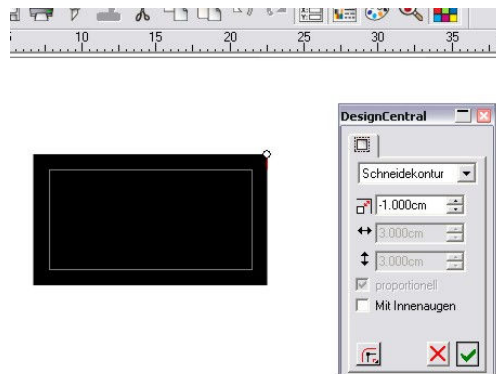 10 15 20 25 30 35
DesignCentral
Schneidekontur
-1.000cm
3.000cm
3.000cm
proportionell
Mit Innenaugen